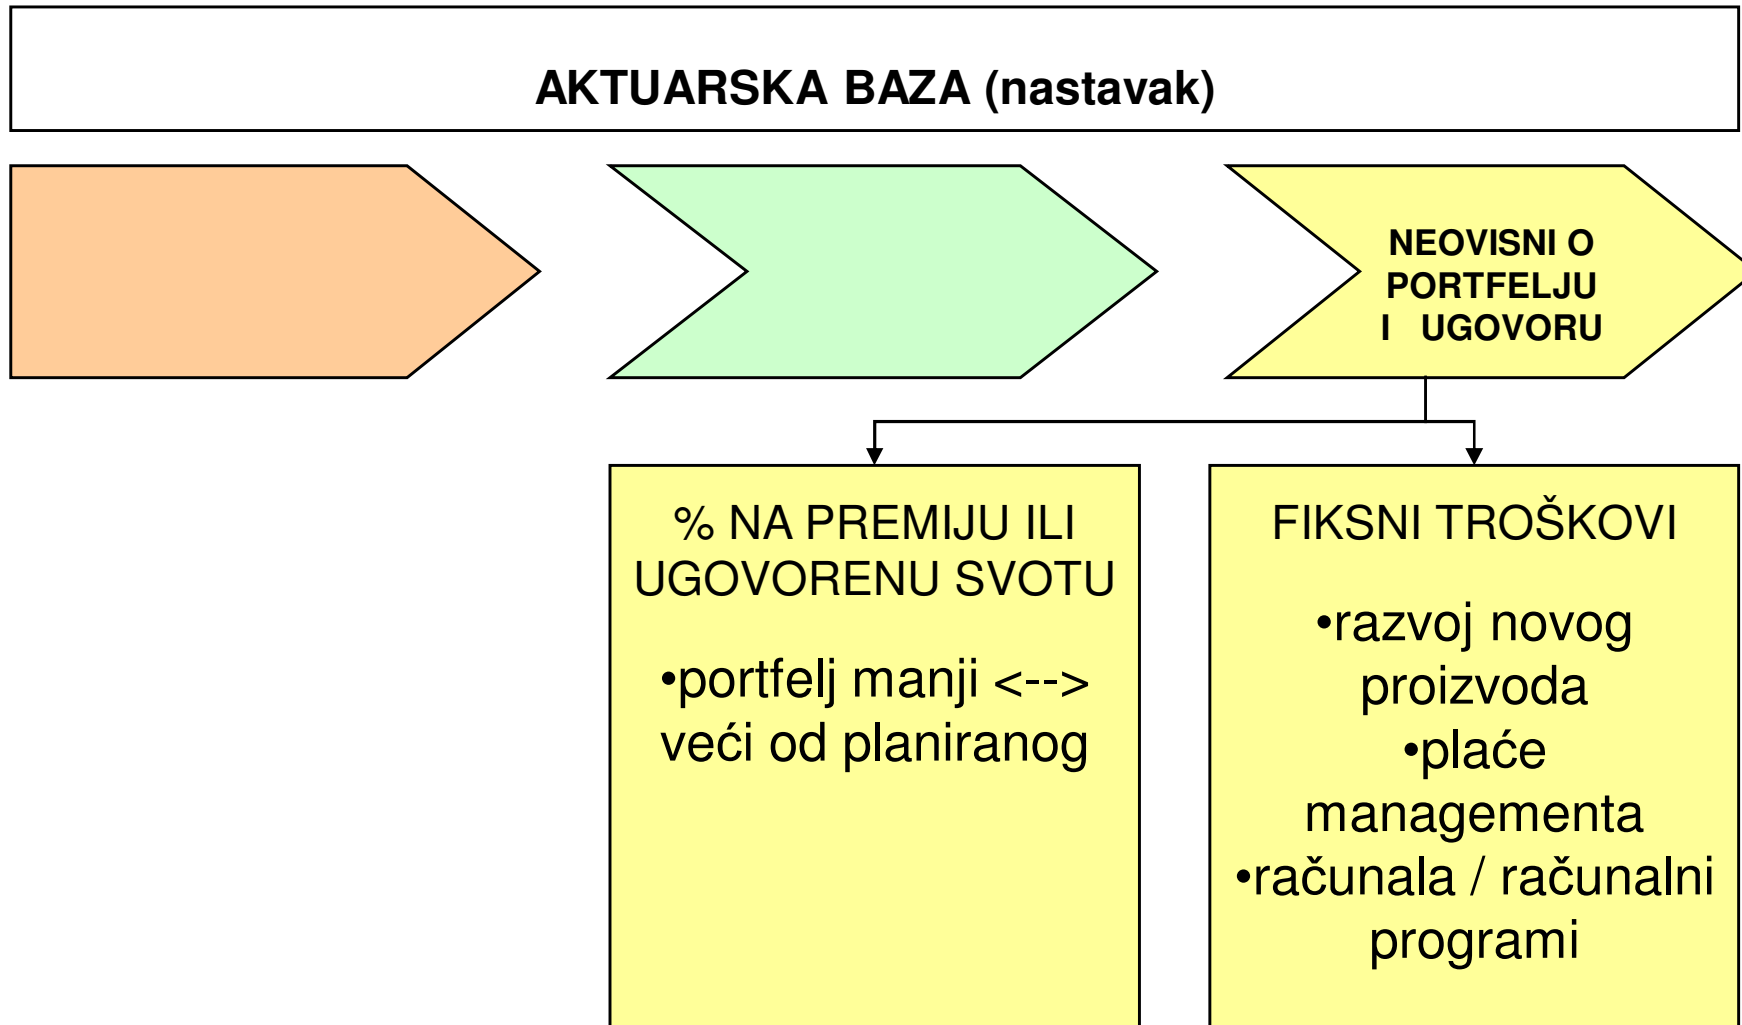 AKTUARSKA BAZA (nastavak)
NEOVISNI O
PORTFELJU
I UGOVORU
% NA PREMIJU ILI
UGOVORENU SVOTU
•portfelj manji <-->
veći od planiranog
FIKSNI TROŠKOVI
•razvoj novog
proizvoda
•plaće
managementa
•računala / računalni
programi